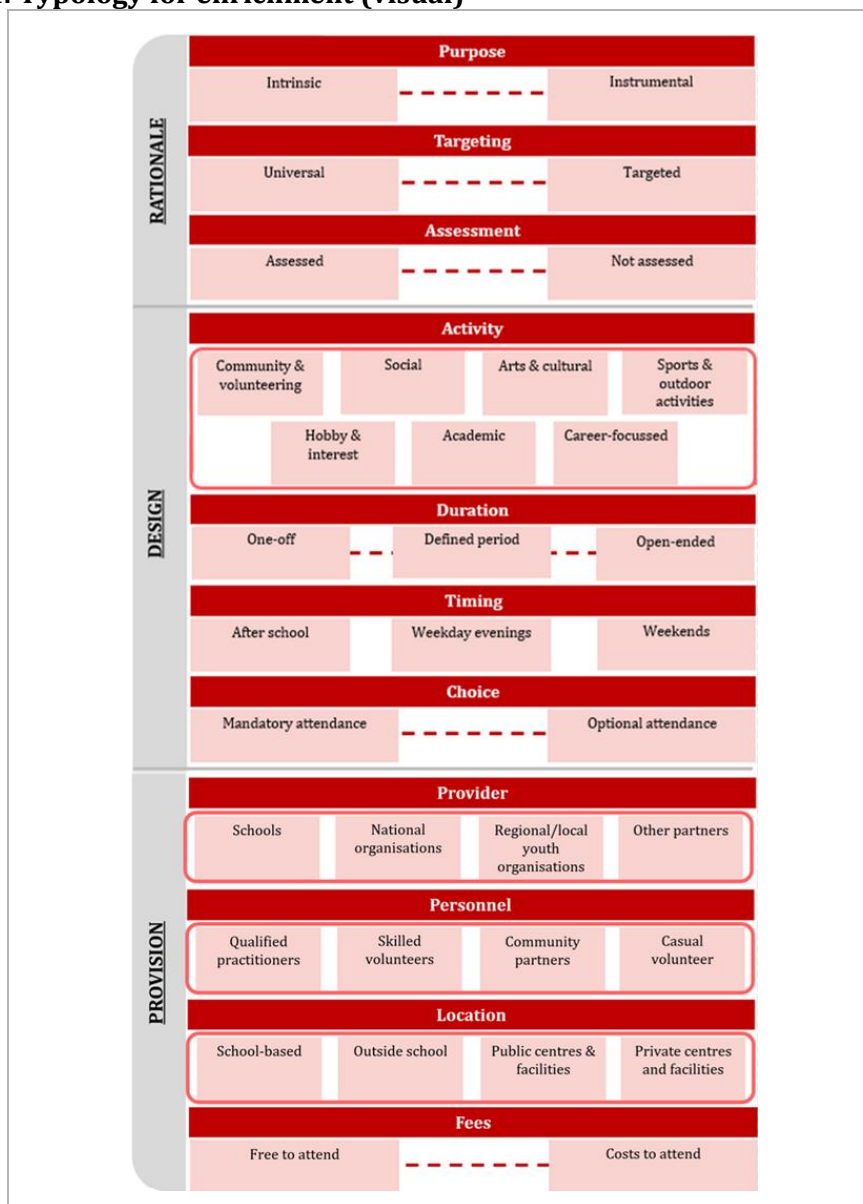 Typology for enrichment (visual)
RATIONALE
Purpose
Intrinsic
Instrumental
Targeting
Universal
Targeted
Assessment
Assessed
Not assessed
DESIGN
Activity
Community &
volunteering
Social
Arts & cultural
Sports &
outdoor
activities
Hobby &
interest
Academic
Career-focussed
Duration
One-off
Defined period
Open-ended
Timing
After school
Weekday evenings
Weekends
Choice
Mandatory attendance
Optional attendance
PROVISION
Provider
Schools
National
organisations
Regional/local
youth
organisations
Other partners
Personnel
Qualified
practitioners
Skilled
volunteers
Community
partners
Casual
volunteer
Location
School-based
Outside school
Public centres &
facilities
Private centres
and facilities
Fees
Free to attend
Costs to attend